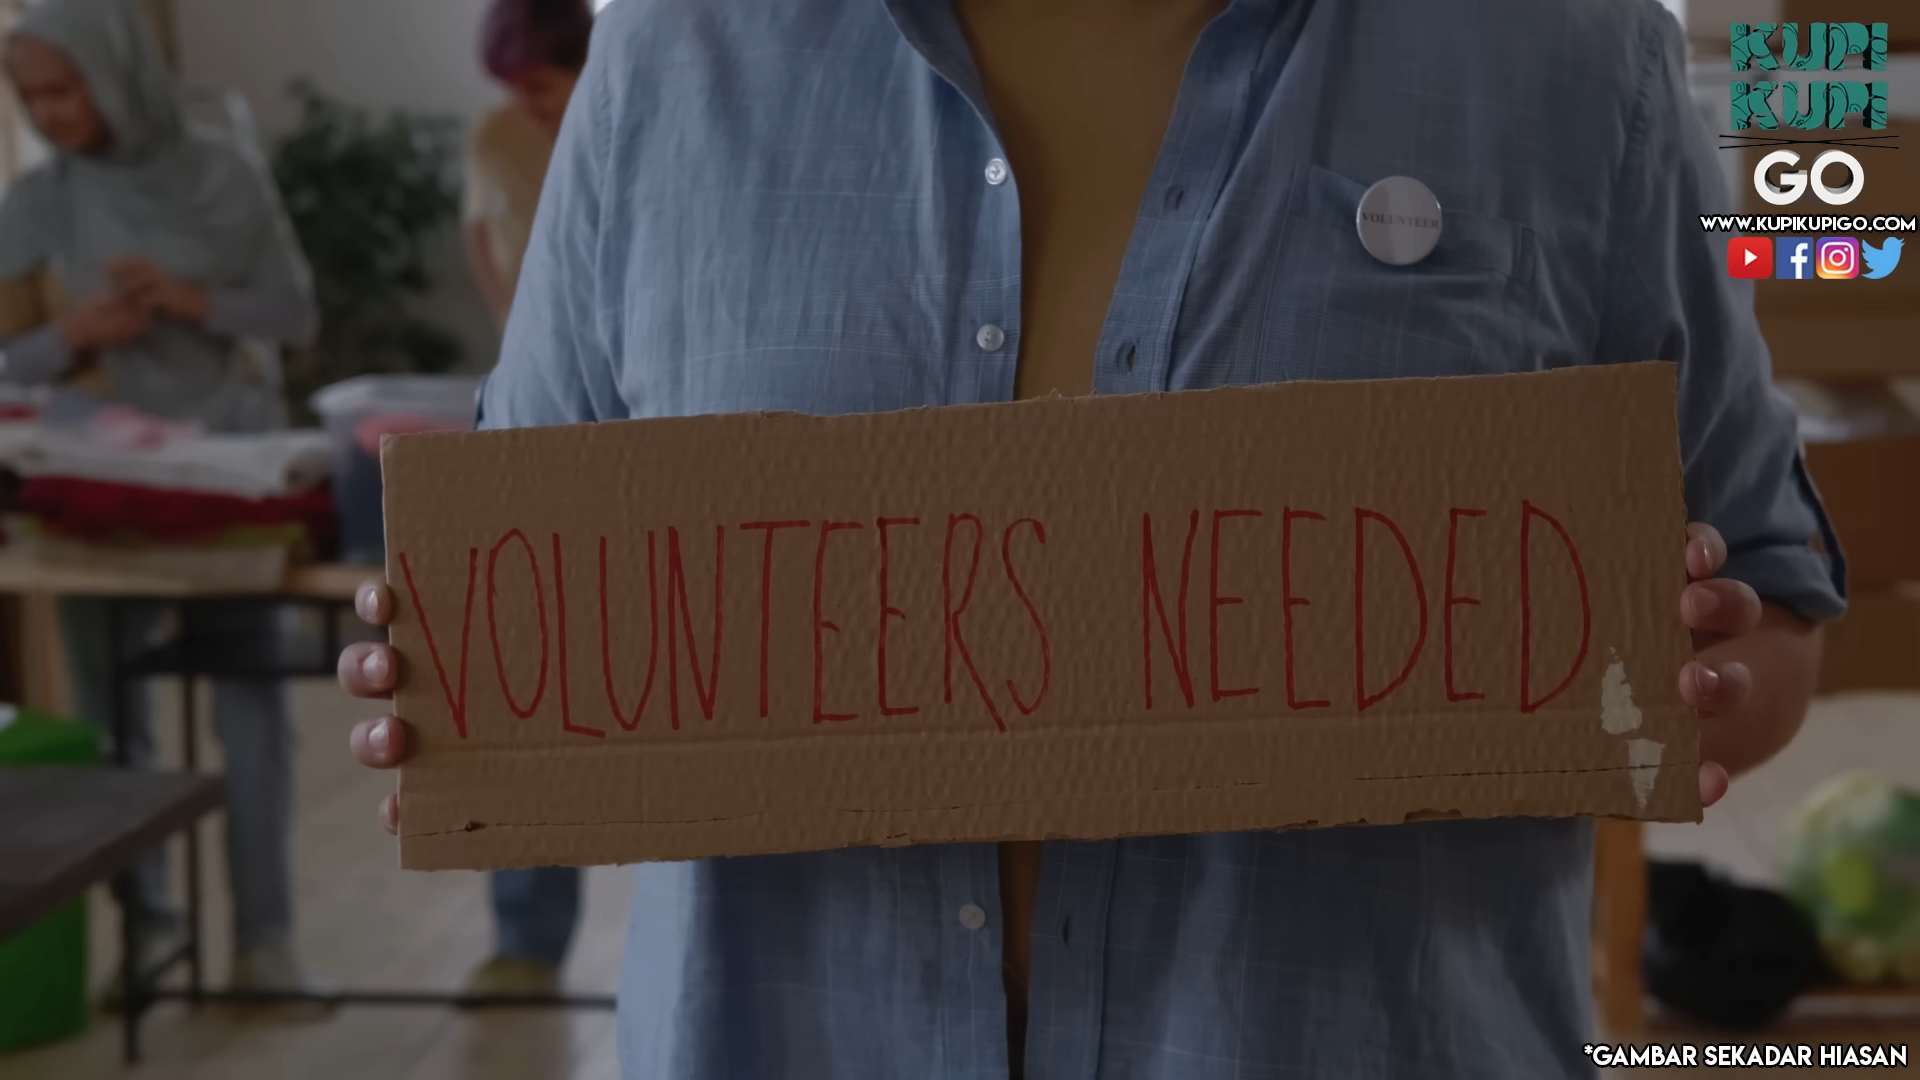 KUPI
KUPI
GO
WWW.KUPIKUPIGO.COM
VOLUNTEER
VOLUNTEERS NEEDED
*GAMBAR SEKADAR HIASAN